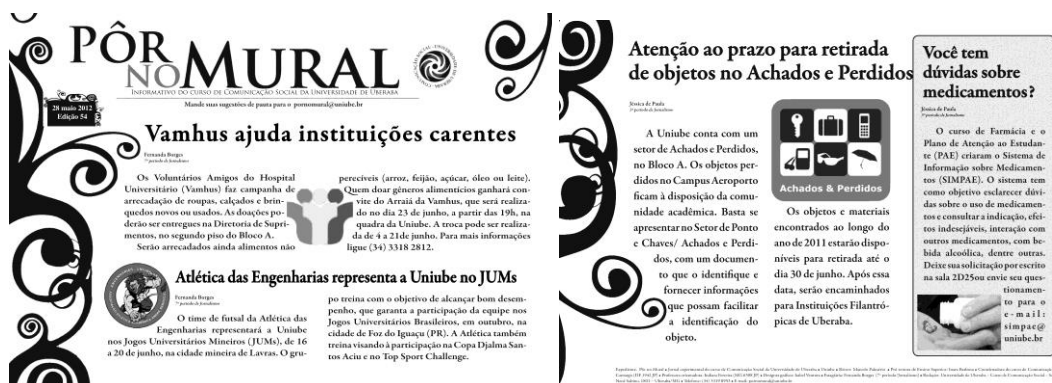 PÔR
NO MURAL
INFORMATIVO DO CURSO DE COMUNICAÇÃO SOCIAL DA UNIVERSIDADE DE UBERABA
Mande suas sugestões de pauta para o pornomural@uniube.br
28 maio 2012
Edição 54
Vamhus ajuda instituições carentes
Fernanda Borges
7º período de Jornalismo
Os Voluntários Amigos do Hospital
Universitário (Vamhus) faz campanha de
arrecadação de roupas, calçados e brin-
quedos novos ou usados. As doações po-
derão ser entregues na Diretoria de Supri-
mentos, no segundo piso do Bloco A.
Serão arrecadados ainda alimentos não
perecíveis (arroz, feijão, açúcar, óleo ou leite).
Quem doar gêneros alimentícios ganhará con-
vite do Arraiá da Vamhus, que será realiza-
do no dia 23 de junho, a partir das 19h, na
quadra da Uniube. A troca pode ser realiza-
da de 4 a 21de junho. Para mais informações
ligue (34) 3318 2812.
Atlética das Engenharias representa a Uniube no JUMs
Fernanda Borges
7º período de Jornalismo
O time de futsal da Atlética das
Engenharias representará a Uniube
nos Jogos Universitários Mineiros (JUMs), de 16
a 20 de junho, na cidade mineira de Lavras. O gru-
po treina com o objetivo de alcançar bom desem-
penho, que garanta a participação da equipe nos
Jogos Universitários Brasileiros, em outubro, na
cidade de Foz do Iguaçu (PR). A Atlética também
treina visando à participação na Copa Djalma San-
tos Aciu e no Top Sport Challenge.
Atenção ao prazo para retirada
de objetos no Achados e Perdidos
Jéssica de Paula
A Uniube conta com um
setor de Achados e Perdidos,
no Bloco A. Os objetos per-
didos no Campus Aeroporto
ficam à disposição da comu-
nidade acadêmica. Basta se
apresentar no Setor de Ponto
e Chaves/ Achados e Perdi-
dos, com um documen-
to que o identifique e
fornecer informações
que possam facilitar
a identificação do
objeto.
Achados & Perdidos
Os objetos e materiais
encontrados ao longo do
ano de 2011 estarão dispo-
níveis para retirada até o
dia 30 de junho. Após essa
data, serão encaminhados
para Instituições Filantró-
picas de Uberaba.
Você tem
dúvidas sobre
medicamentos?
Jéssica de Paula
O curso de Farmácia e o
Plano de Atenção ao Estudan-
te (PAE) criaram o Sistema de
Informação sobre Medicamen-
tos (SIMPAE). O sistema tem
como objetivo esclarecer dúvi-
das sobre o uso de medicamen-
tos e consultar a indicação, efei-
tos indesejáveis, interação com
outros medicamentos, com be-
bida alcoólica, dentre outras.
Deixe sua solicitação por escrito
na sala 2D25ou envie seu ques-
tionamen-
to para o
e-mail:
simpae@
uniube.br